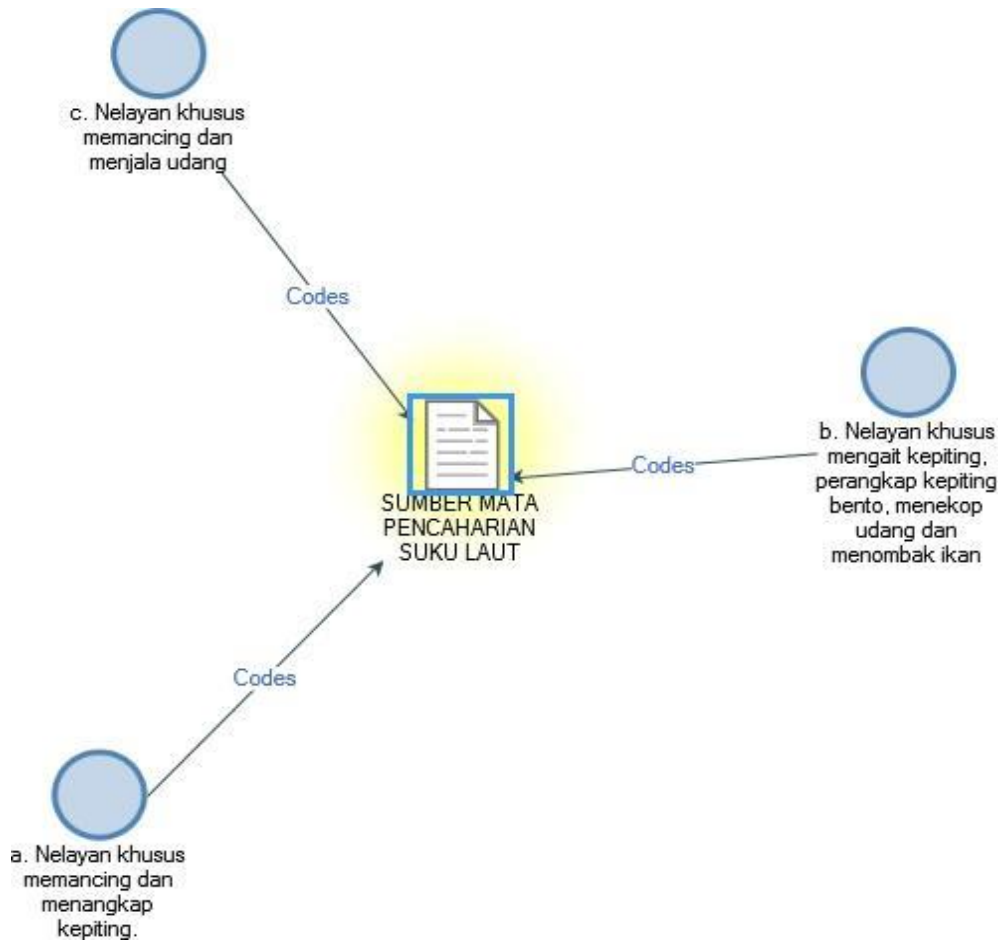 c. Nelayan khusus
memancing dan
menjala udang
Codes
b. Nelayan khusus
mengait kepiting,
perangkap kepiting
bento, menekop
udang dan
menombak ikan
Codes
SUMBER MATA
PENCAHARIAN
SUKU LAUT
Codes
a. Nelayan khusus
memancing dan
menangkap
kepiting.